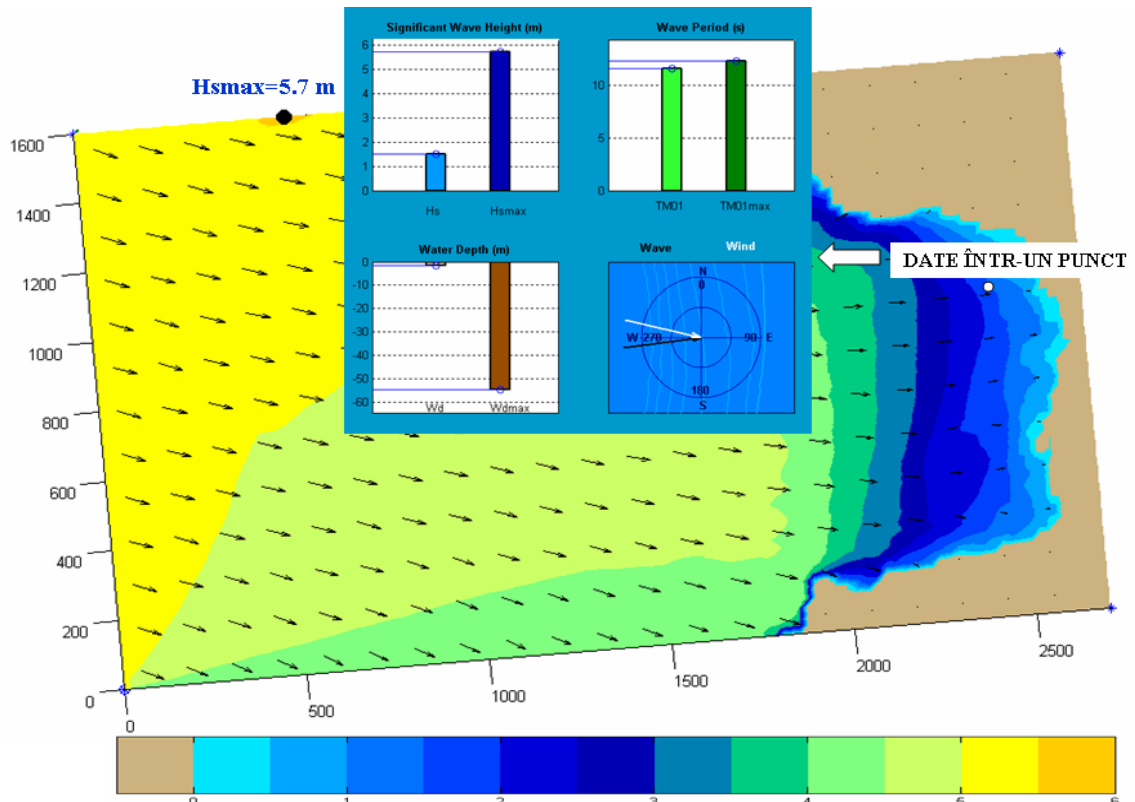 Significant Wave Height (m)
6
5
4
3
2
1
0
Hs
Hsmax
Wave Period (s)
10
5
0
TM01
TM01max
Hsmax=5.7 m
Water Depth (m)
0
-10
-20
-30
-40
-50
-60
Wd
Wdmax
Wave
Wind
N
0
W 270
90 E
180
S
DATE ÎNTR-UN PUNCT
1600
1400
1200
1000
800
600
400
200
0
0
500
1000
1500
2000
2500
0
1
2
3
4
5
6